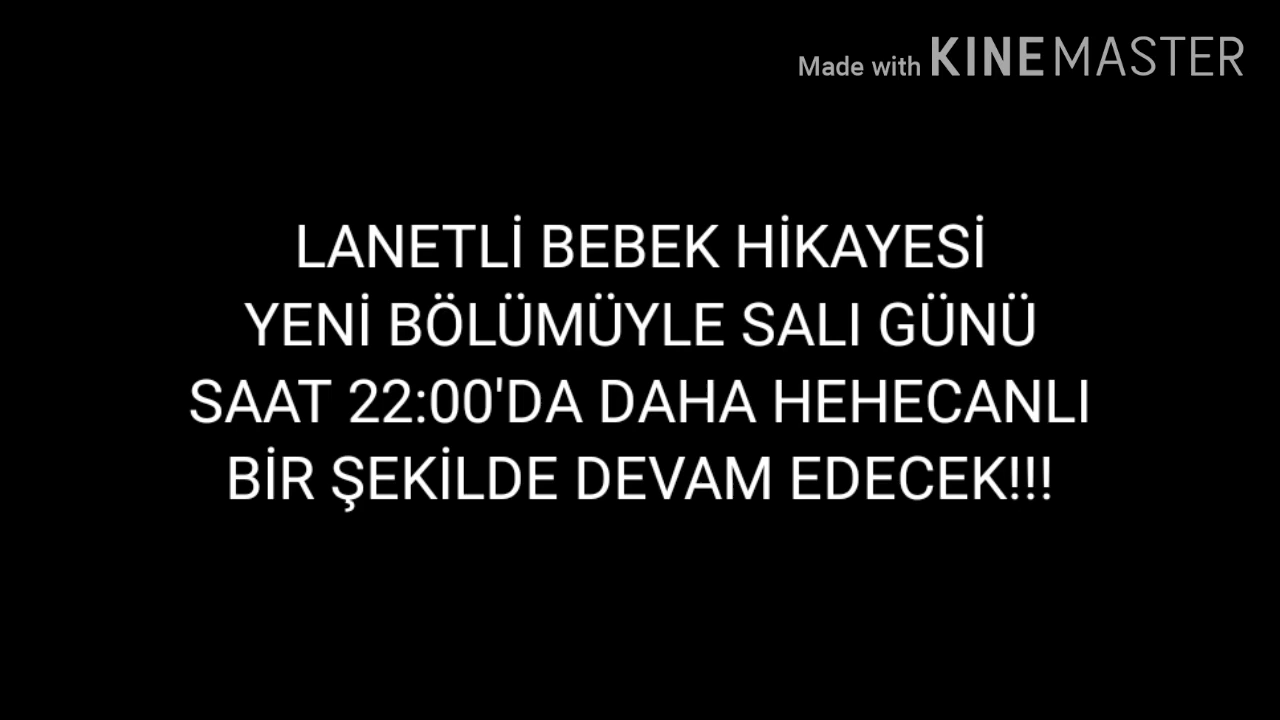 Made with KINEMASTER
LANETLİ BEBEK HİKAYESİ
YENİ BÖLÜMÜYLE SALI GÜNÜ
SAAT 22:00'DA DAHA HEHECANLI
BİR ŞEKİLDE DEVAM EDECEK!!!